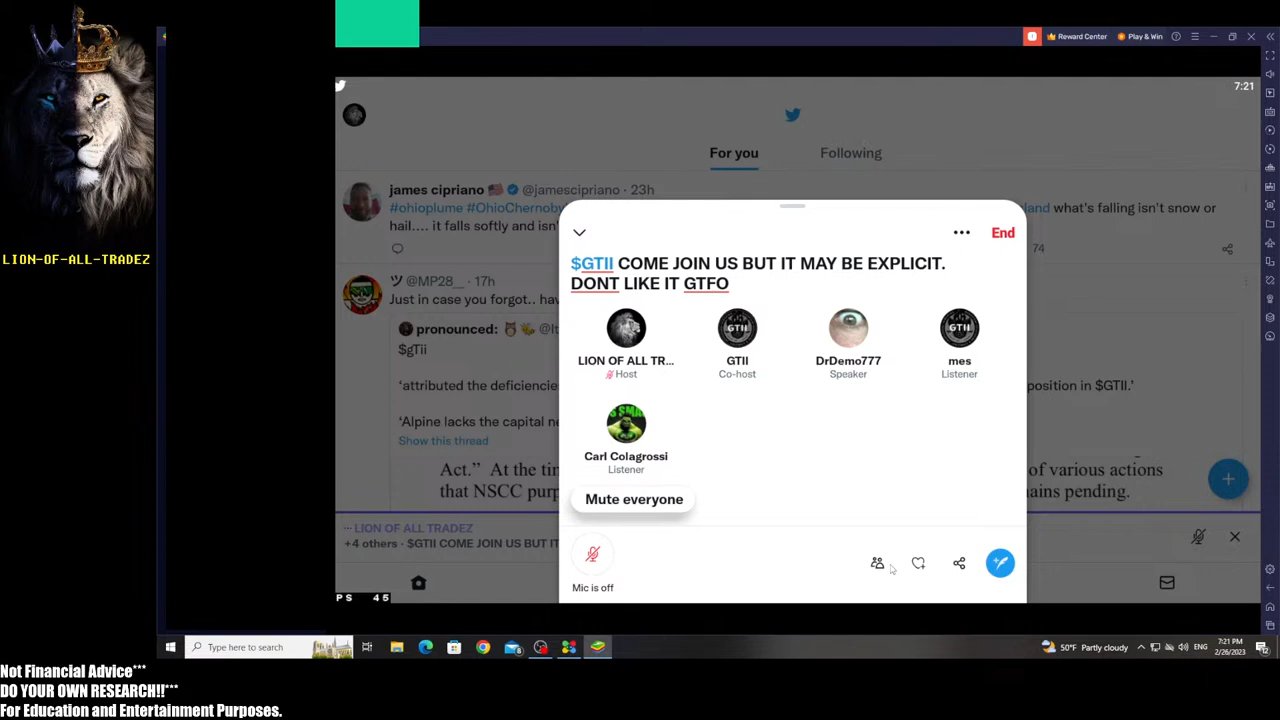 Reward Center
Play & Win
7:21
For you
Following
james cipriano @jamescipriano · 23h
#ohioplume #OhioChernoby
land what's falling isn't snow or
hail.... it falls softly and isn'
74
ツ @MP28__ · 17h
Just in case you forgot.. hav
pronounced: @It
$gTii
'attributed the deficiencies
position in $GTII.'
'Alpine lacks the capital ne
Show this thread
Act.” At the tim
of various actions
that NSCC purp
ains pending.
LION OF ALL TRADEZ
+4 others · $GTII COME JOIN US BUT IT
End
$GTII COME JOIN US BUT IT MAY BE EXPLICIT.
DONT LIKE IT GTFO
LION OF ALL TR...
Host
GTII
GTII
Co-host
DrDemo777
Speaker
GTII
mes
Listener
Carl Colagrossi
Listener
Mute everyone
Mic is off
PS 45
LION-OF-ALL-TRADEZ
Type here to search
50°F Partly cloudy
ENG
7:21 PM
2/26/2023
Not Financial Advice***
DO YOUR OWN RESEARCH!!***
For Education and Entertainment Purposes.